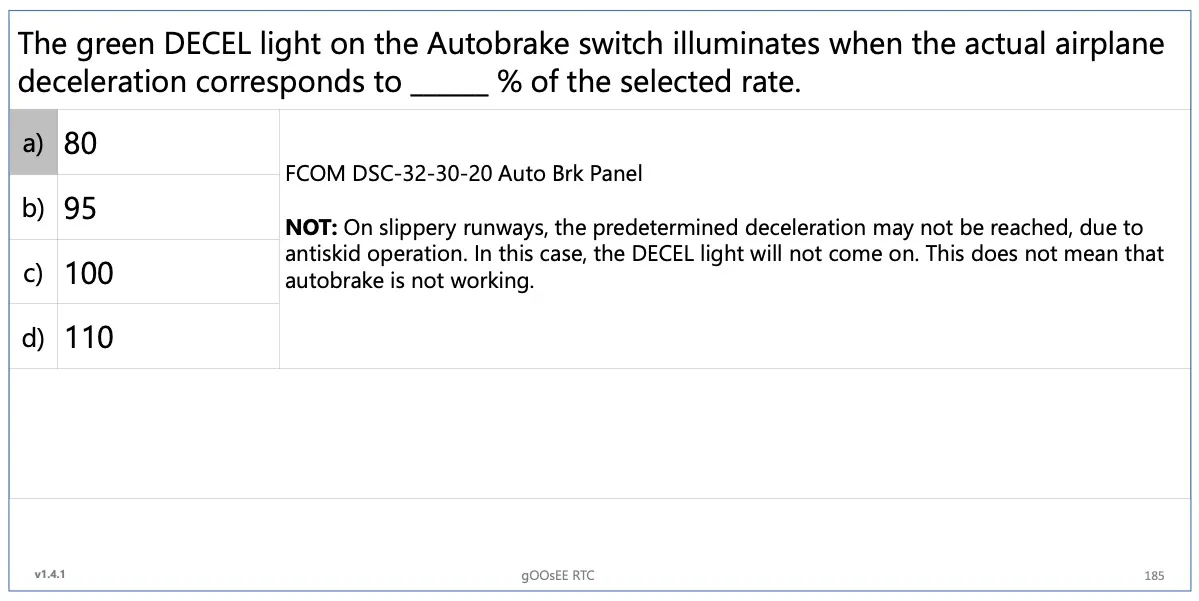 The green DECEL light on the Autobrake switch illuminates when the actual airplane
deceleration corresponds to _____ % of the selected rate.
a) 80
b) 95
c) 100
d) 110
FCOM DSC-32-30-20 Auto Brk Panel
NOT: On slippery runways, the predetermined deceleration may not be reached, due to
antiskid operation. In this case, the DECEL light will not come on. This does not mean that
autobrake is not working.
v1.4.1
gOOsEE RTC
185